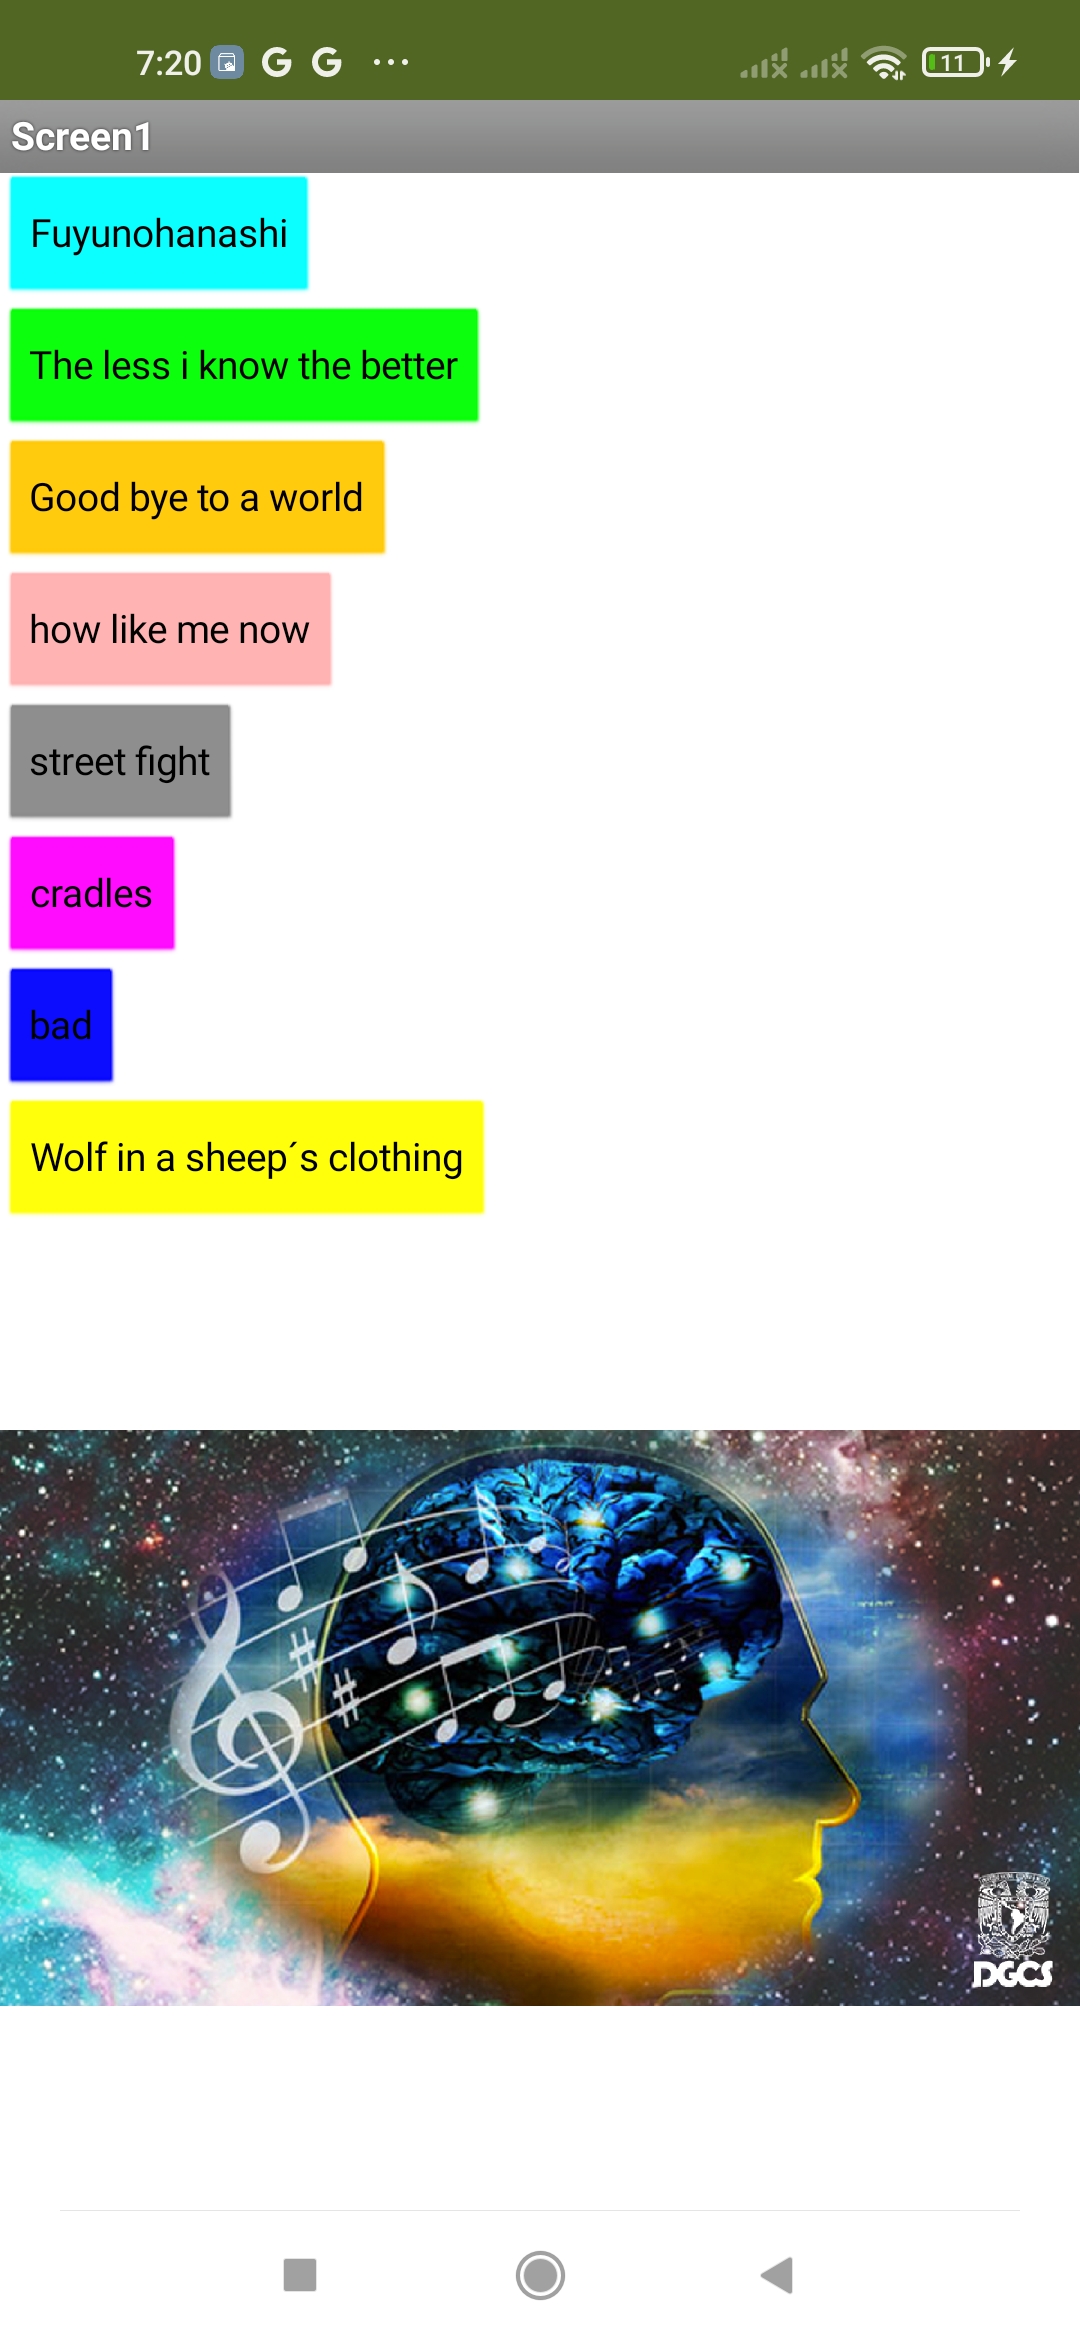 7:20 G G ... 11
Screen1
Fuyunohanashi
The less i know the better
Good bye to a world
how like me now
street fight
cradles
bad
Wolf in a sheep´s clothing
DGCS